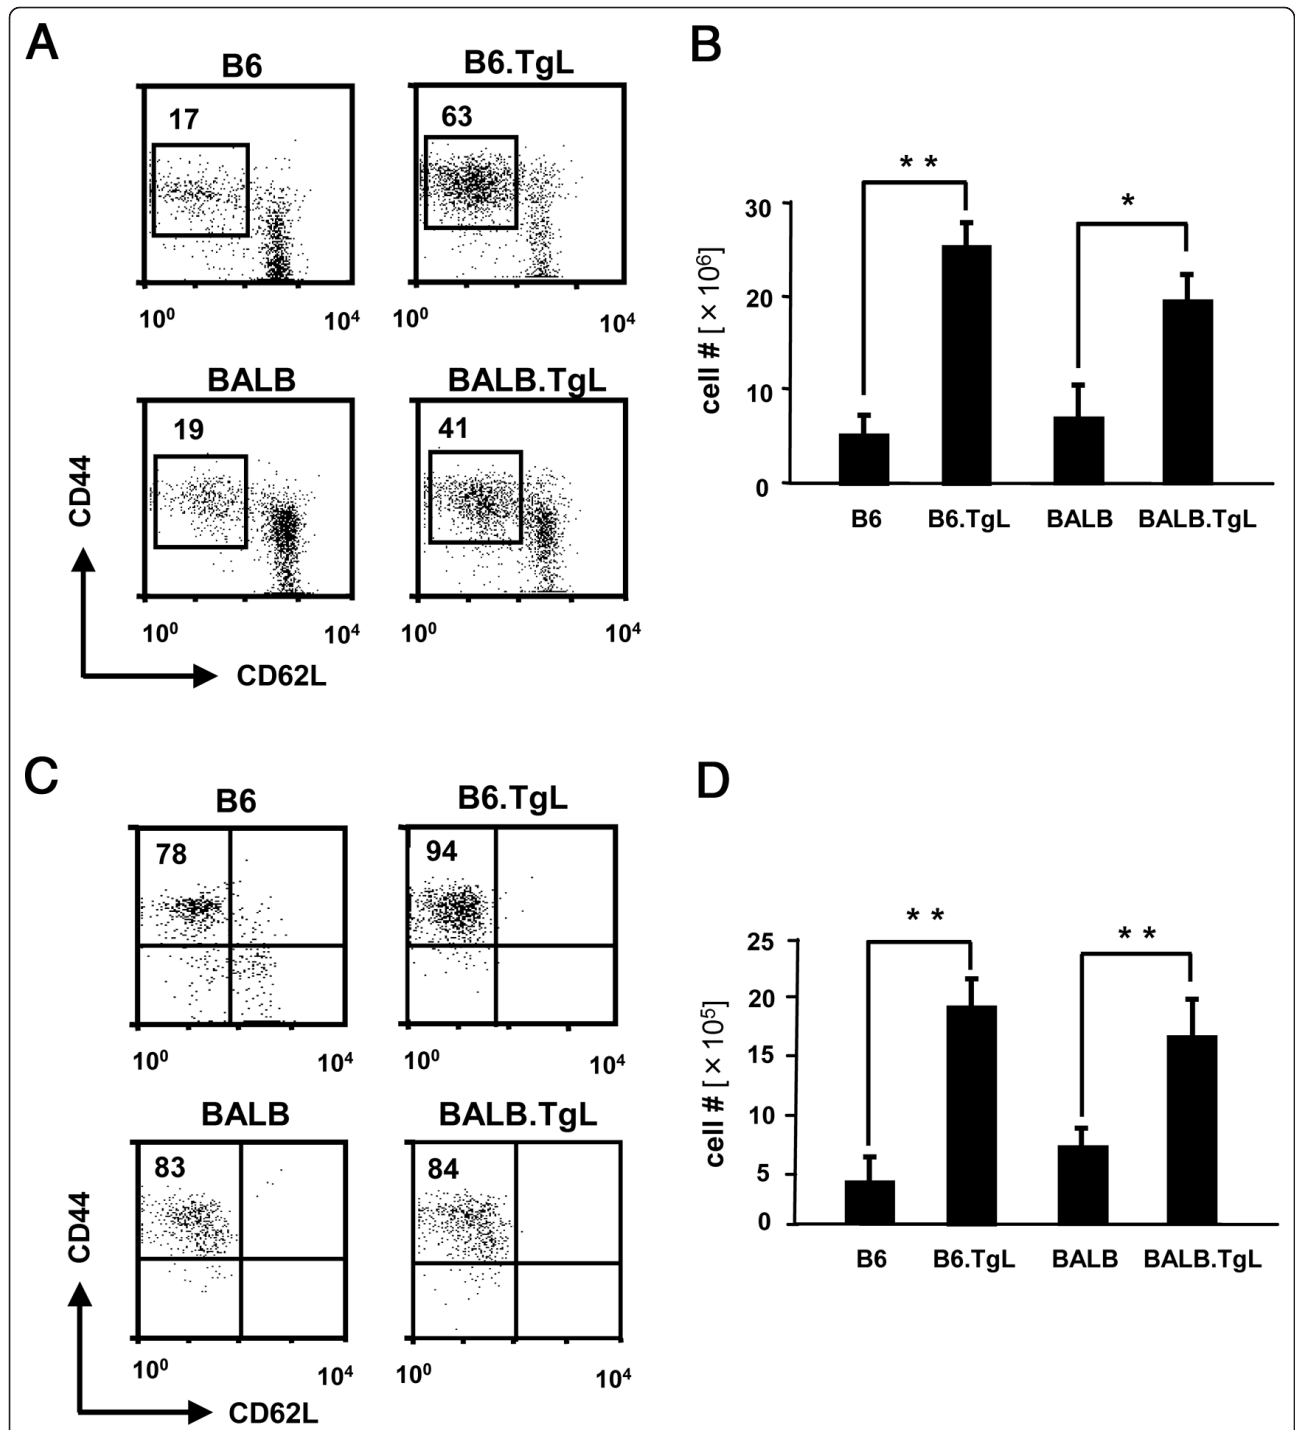 A
B6
17
10⁰ 10⁴
B6.TgL
63
10⁰ 10⁴
BALB
19
10⁰ 10⁴
BALB.TgL
41
10⁰ 10⁴
CD44
CD62L
B
cell # [×10⁶]
30
20
10
0
* *
*
B6 B6.TgL BALB BALB.TgL
C
B6
78
10⁰ 10⁴
B6.TgL
94
10⁰ 10⁴
BALB
83
10⁰ 10⁴
BALB.TgL
84
10⁰ 10⁴
CD44
CD62L
D
cell # [×10⁵]
25
20
15
10
5
0
* *
* *
B6 B6.TgL BALB BALB.TgL